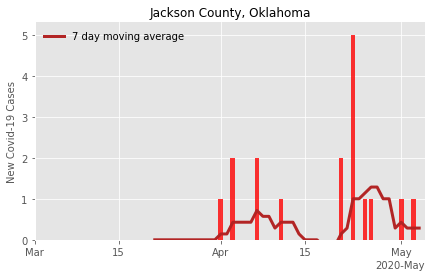 Jackson County, Oklahoma
7 day moving average
New Covid-19 Cases
5
4
3
2
1
0
Mar
15
Apr
15
May
2020-May